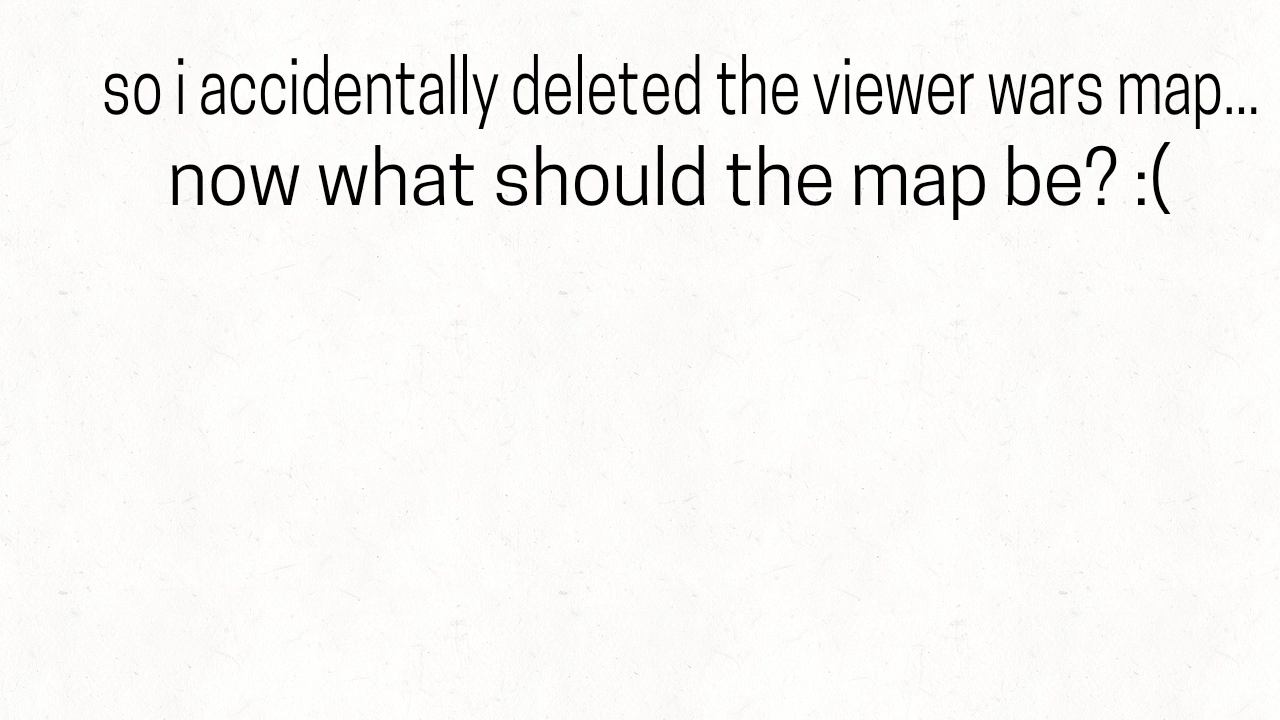 so i accidentally deleted the viewer wars map...
now what should the map be? :(